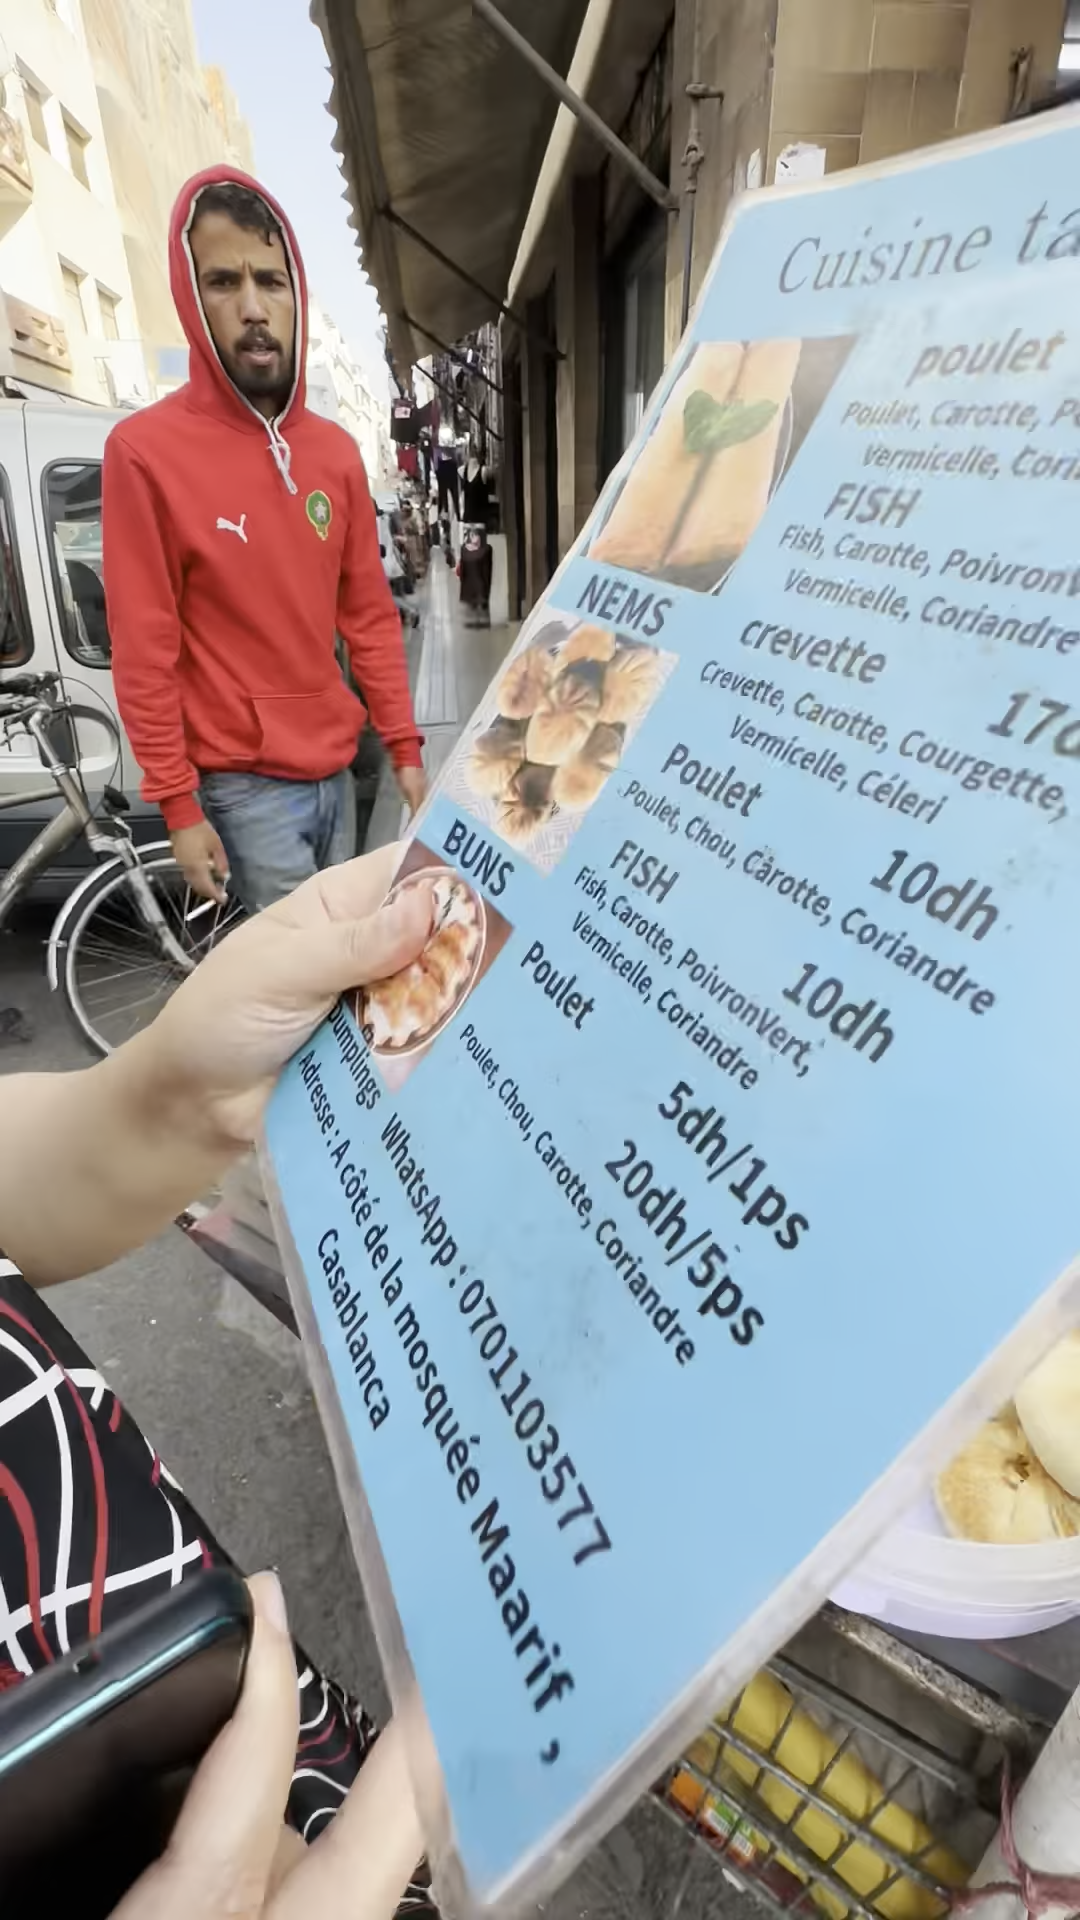 Cuisine
poulet
Poulet, Carotte,
Vermicelle,
FISH
Fish, Carotte,
Vermicelle, Coriandre
NEMS
crevette
Crevette, Carotte, Courgette,
Vermicelle, Céleri
Poulet
10dh
Poulet, Chou, Carotte, Coriandre
BUNS
FISH
10dh
Fish, Carotte, PoivronVert,
Vermicelle, Coriandre
Poulet
5dh/1ps
20dh/5ps
Poulet, Chou, Carotte, Coriandre
Dumplings
WhatsApp : 0701103577
Adresse : A côté de la mosquée Maarif ,
Casablanca